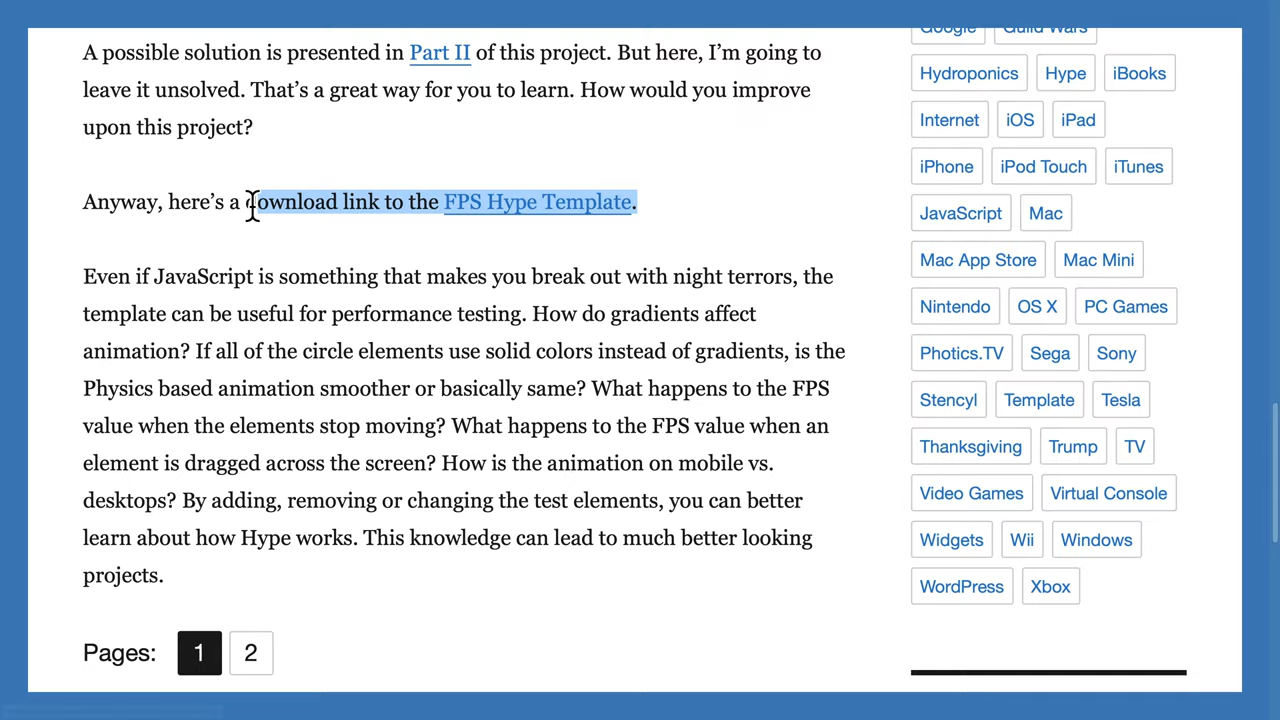 A possible solution is presented in Part II of this project. But here, I’m going to
leave it unsolved. That’s a great way for you to learn. How would you improve
upon this project?
Anyway, here’s a download link to the FPS Hype Template.
Even if JavaScript is something that makes you break out with night terrors, the
template can be useful for performance testing. How do gradients affect
animation? If all of the circle elements use solid colors instead of gradients, is the
Physics based animation smoother or basically same? What happens to the FPS
value when the elements stop moving? What happens to the FPS value when an
element is dragged across the screen? How is the animation on mobile vs.
desktops? By adding, removing or changing the test elements, you can better
learn about how Hype works. This knowledge can lead to much better looking
projects.
Pages: 1 2
Google Guild Wars
Hydroponics Hype iBooks
Internet iOS iPad
iPhone iPod Touch iTunes
JavaScript Mac
Mac App Store Mac Mini
Nintendo OS X PC Games
Photics.TV Sega Sony
Stencyl Template Tesla
Thanksgiving Trump TV
Video Games Virtual Console
Widgets Wii Windows
WordPress Xbox